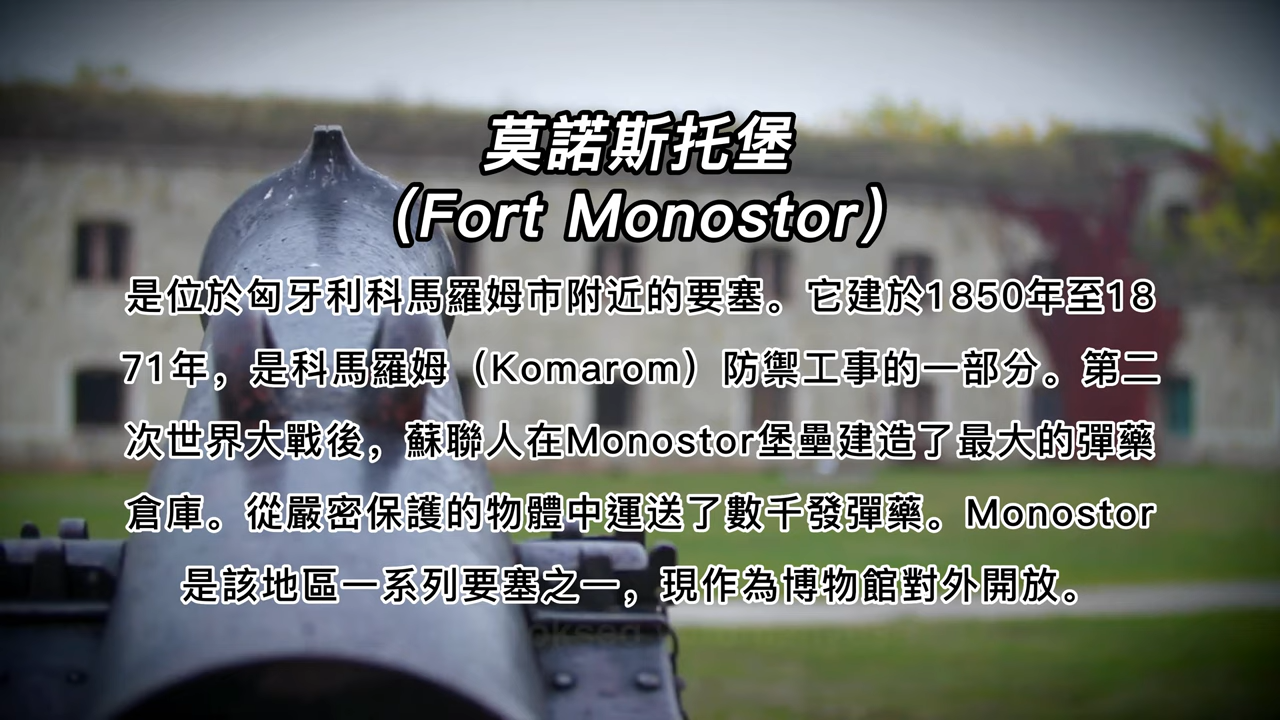 莫諾斯托堡
（Fort Monostor）
是位於匈牙利科馬羅姆市附近的要塞。它建於1850年至18
71年，是科馬羅姆（Komarom）防禦工事的一部分。第二
次世界大戰後，蘇聯人在Monostor堡壘建造了最大的彈藥
倉庫。從嚴密保護的物體中運送了數千發彈藥。Monostor
是該地區一系列要塞之一，現作為博物館對外開放。